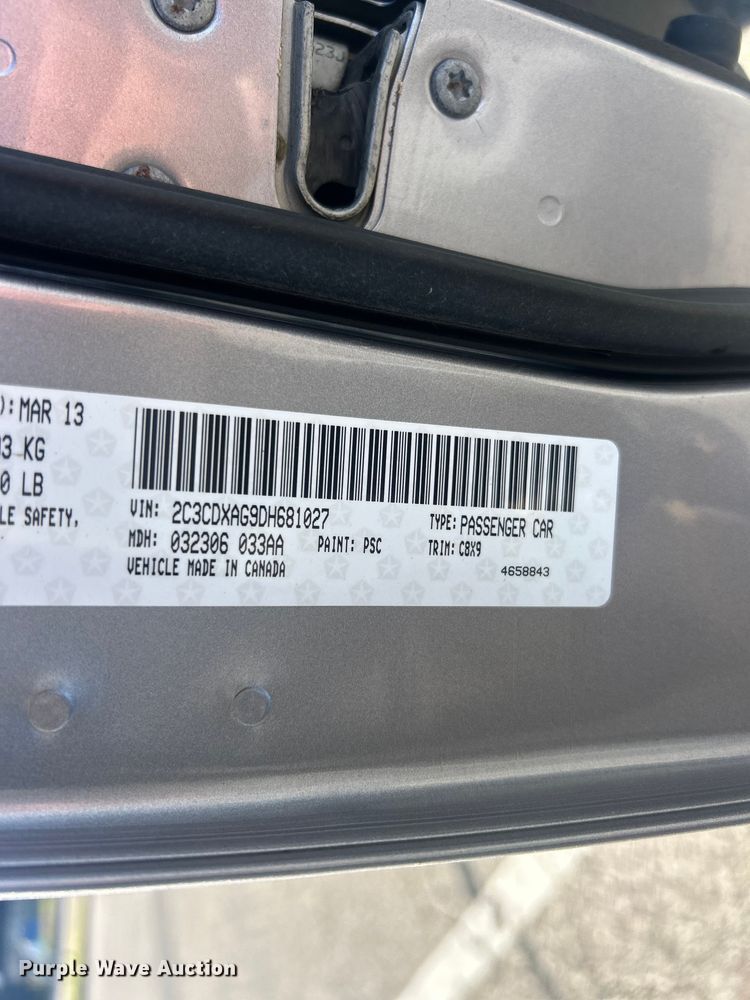 23J
): MAR 13
3 KG
0 LB
LE SAFETY,
VIN: 2C3CDXAG9DH681027
TYPE: PASSENGER CAR
MDH: 032306 033AA
PAINT: PSC
TRIM: C8X9
VEHICLE MADE IN CANADA
4658843
Purple Wave Auction